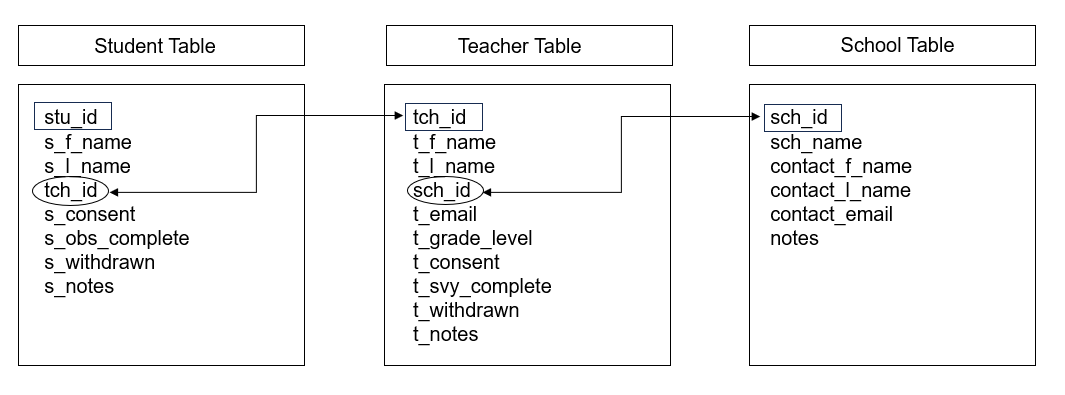 Student Table
stu_id
s_f_name
s_l_name
tch_id
s_consent
s_obs_complete
s_withdrawn
s_notes
Teacher Table
tch_id
t_f_name
t_l_name
sch_id
t_email
t_grade_level
t_consent
t_svy_complete
t_withdrawn
t_notes
School Table
sch_id
sch_name
contact_f_name
contact_l_name
contact_email
notes